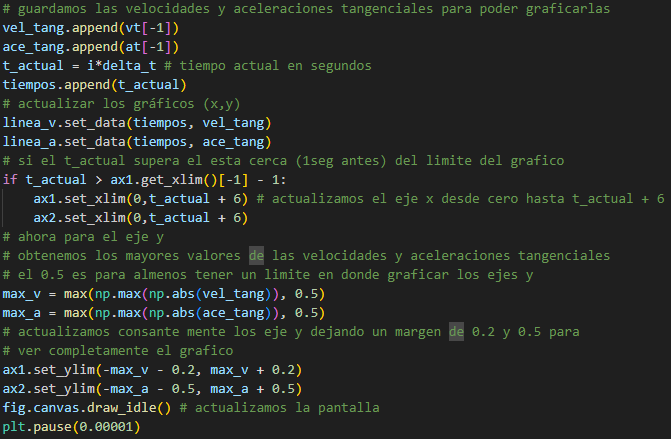 # guardamos las velocidades y aceleraciones tangenciales para poder graficarlas
vel_tang.append(vt[-1])
ace_tang.append(at[-1])
t_actual = i*delta_t # tiempo actual en segundos
tiempos.append(t_actual)
# actualizar los gráficos (x,y)
linea_v.set_data(tiempos, vel_tang)
linea_a.set_data(tiempos, ace_tang)
# si el t_actual supera el esta cerca (1seg antes) del limite del grafico
if t_actual > ax1.get_xlim()[-1] - 1:
    ax1.set_xlim(0,t_actual + 6) # actualizamos el eje x desde cero hasta t_actual + 6
    ax2.set_xlim(0,t_actual + 6)
# ahora para el eje y
# obtenemos los mayores valores de las velocidades y aceleraciones tangenciales
# el 0.5 es para almenos tener un limite en donde graficar los ejes y
max_v = max(np.max(np.abs(vel_tang)), 0.5)
max_a = max(np.max(np.abs(ace_tang)), 0.5)
# actualizamos consante mente los eje y dejando un margen de 0.2 y 0.5 para
# ver completamente el grafico
ax1.set_ylim(-max_v - 0.2, max_v + 0.2)
ax2.set_ylim(-max_a - 0.5, max_a + 0.5)
fig.canvas.draw_idle() # actualizamos la pantalla
plt.pause(0.00001)